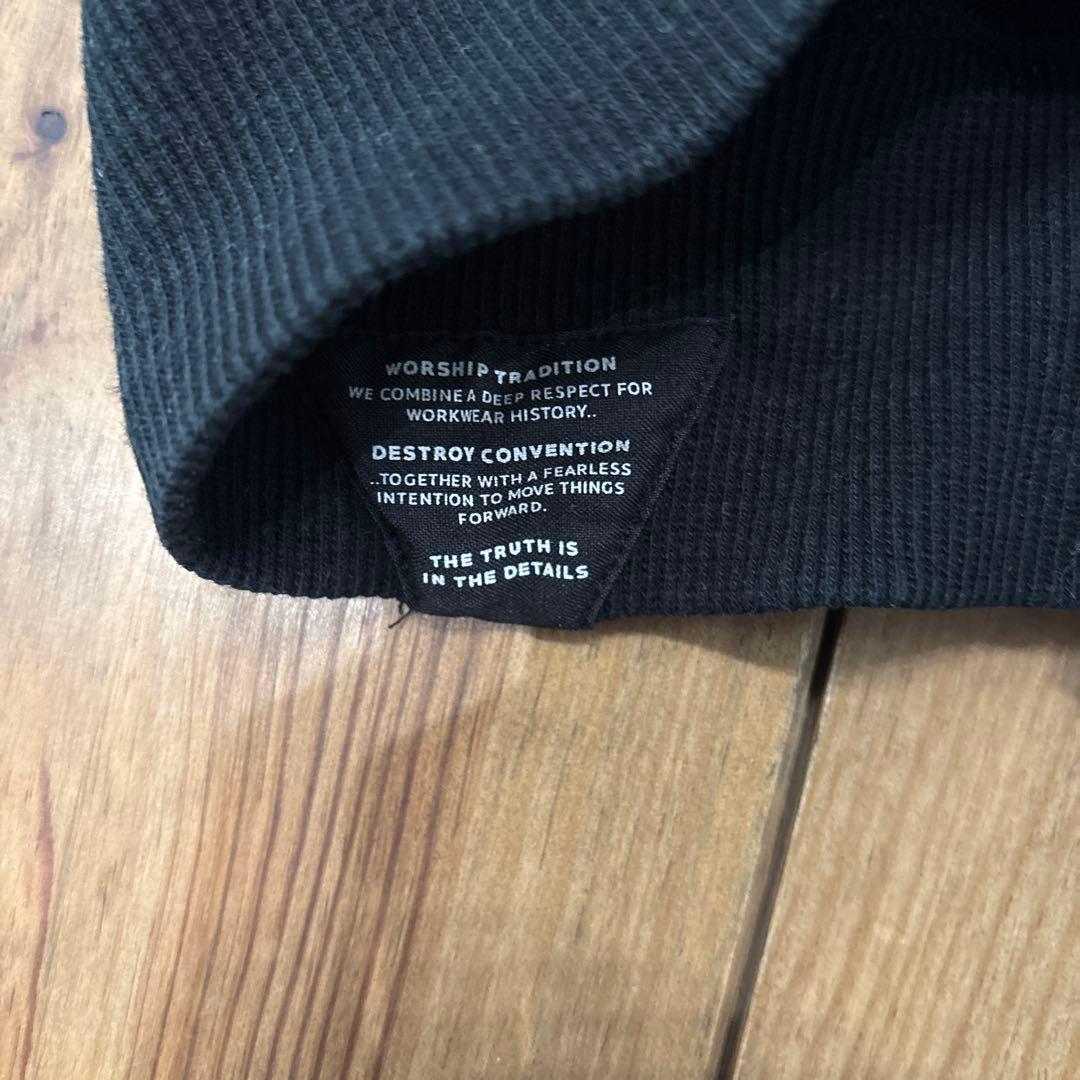 WORSHIP TRADITION
WE COMBINE A DEEP RESPECT FOR
WORKWEAR HISTORY..
DESTROY CONVENTION
..TOGETHER WITH A FEARLESS
INTENTION TO MOVE THINGS
FORWARD.
THE TRUTH IS
IN THE DETAILS